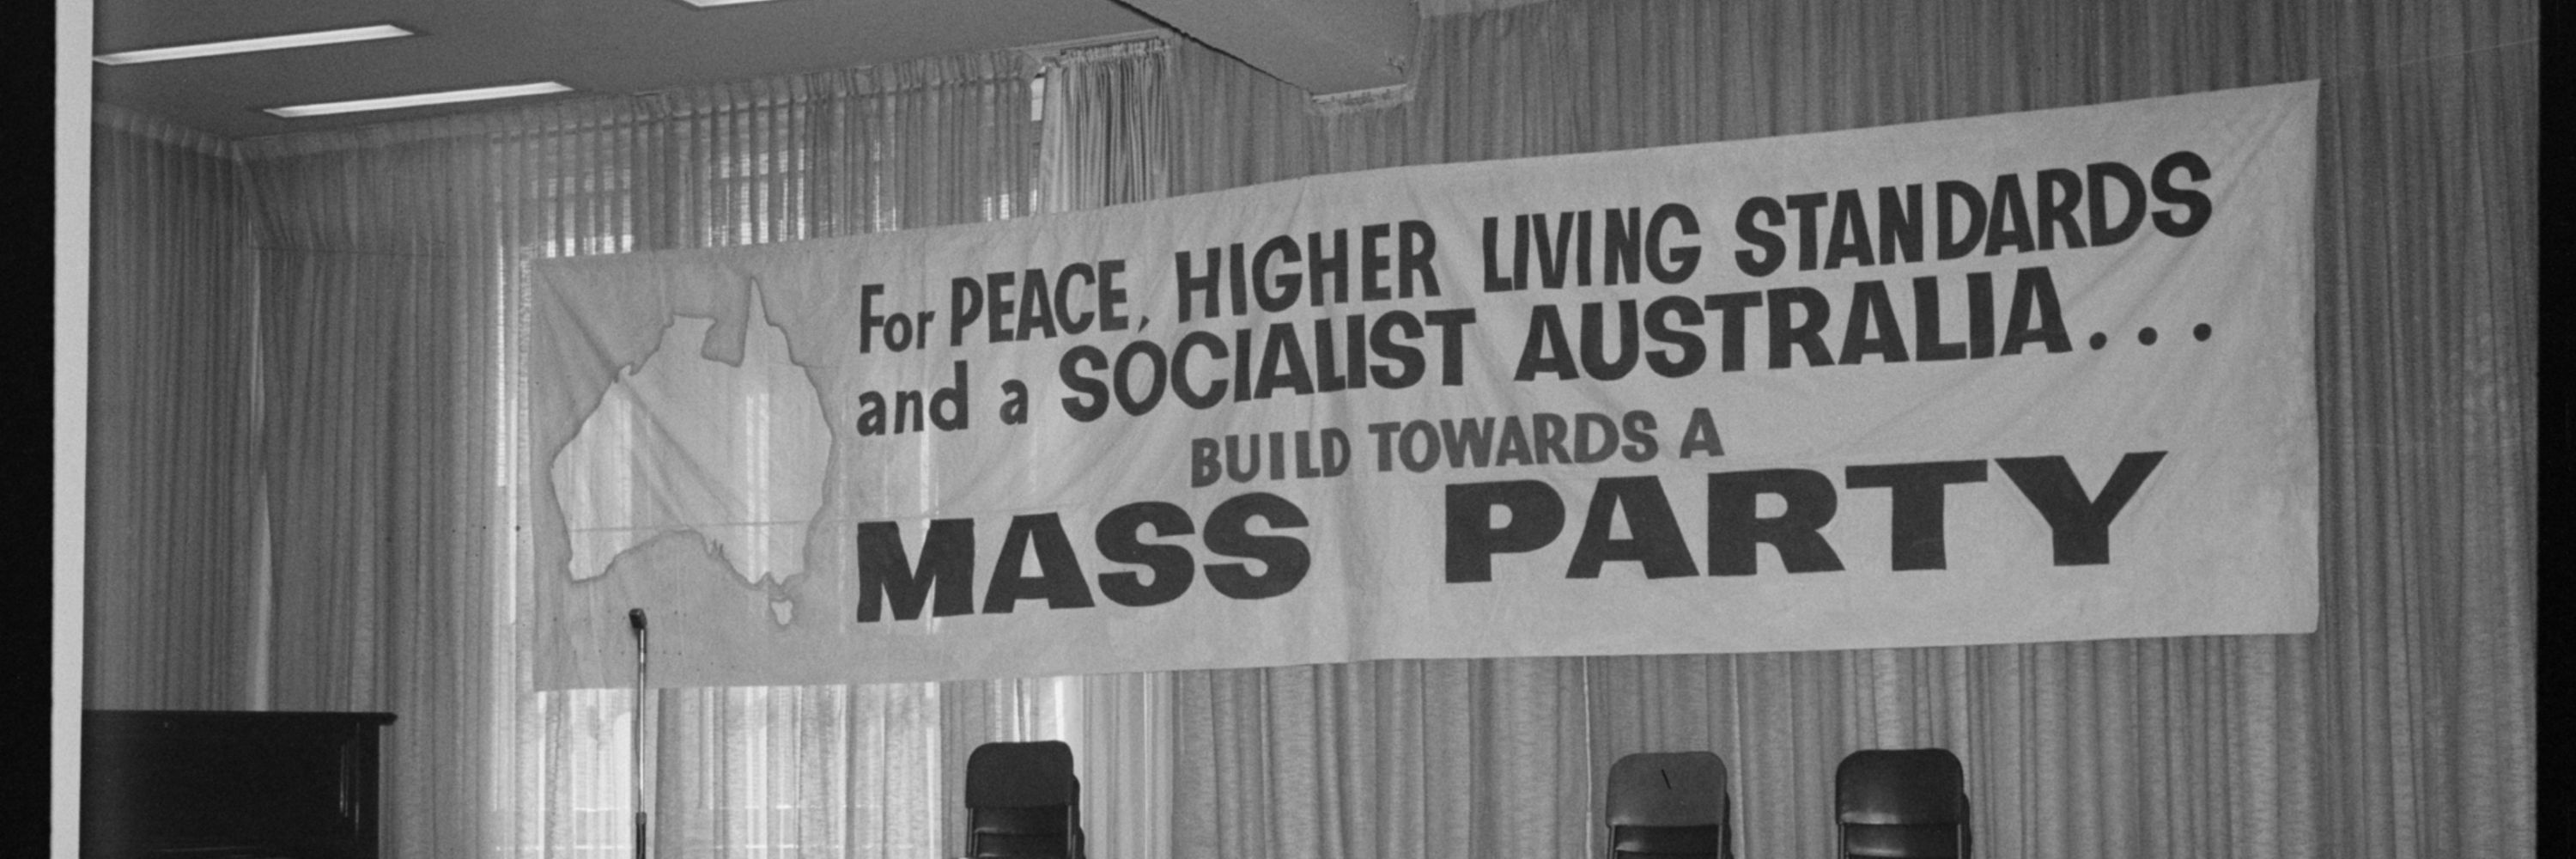 For PEACE, HIGHER LIVING STANDARDS
and a SOCIALIST AUSTRALIA...
BUILD TOWARDS A
MASS PARTY